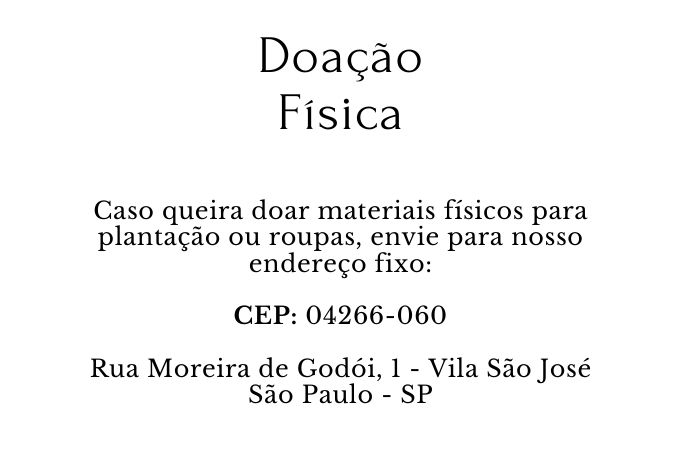 Doação
Física
Caso queira doar materiais físicos para
plantação ou roupas, envie para nosso
endereço fixo:
CEP: 04266-060
Rua Moreira de Godói, 1 - Vila São José
São Paulo - SP